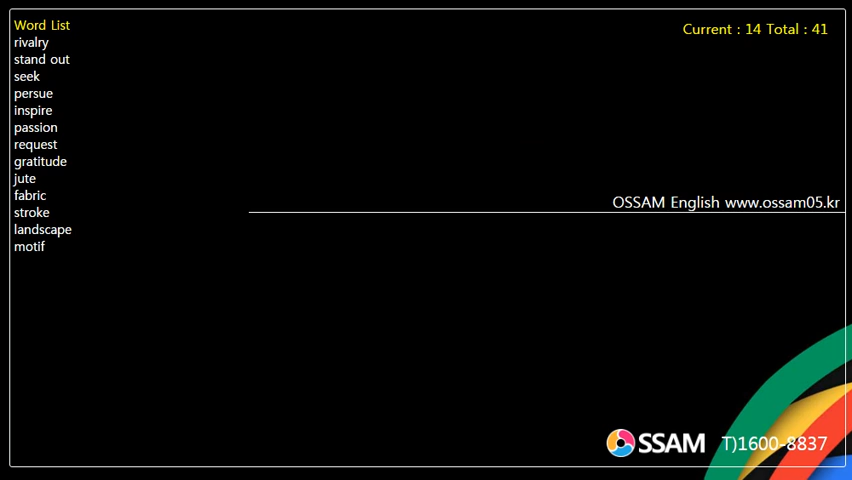 Word List
Current : 14 Total : 41
rivalry
stand out
seek
persue
inspire
passion
request
gratitude
jute
fabric
stroke
landscape
motif
OSSAM English www.ossam05.kr
OSSAM T)1600-8837